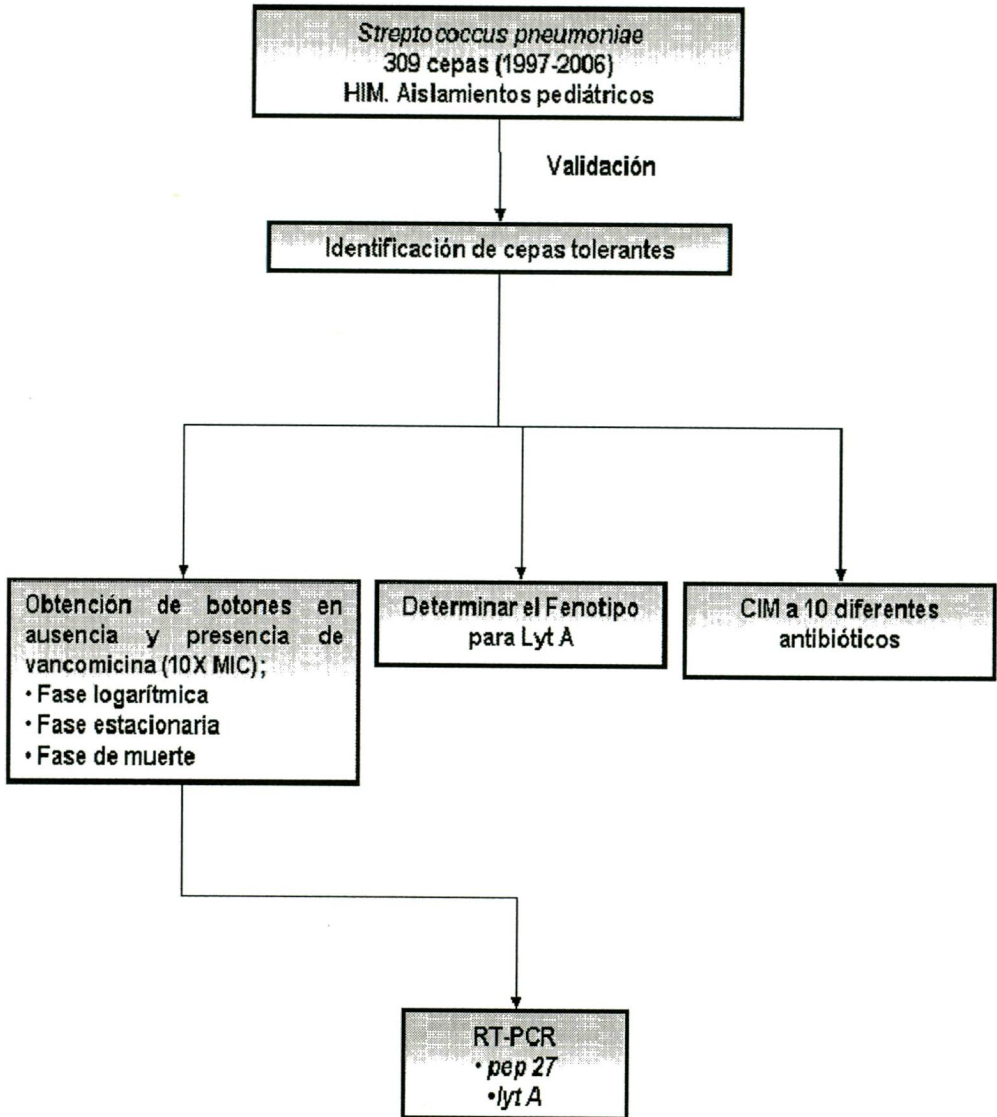 Streptococcus pneumoniae
309 cepas (1997-2006)
HIM. Aislamientos pediátricos
Validación
Identificación de cepas tolerantes
Obtención de botones en
ausencia y presencia de
vancomicina (10X MIC);
• Fase logarítmica
• Fase estacionaria
• Fase de muerte
Determinar el Fenotipo
para Lyt A
CIM a 10 diferentes
antibióticos
RT-PCR
• pep 27
•lyt A